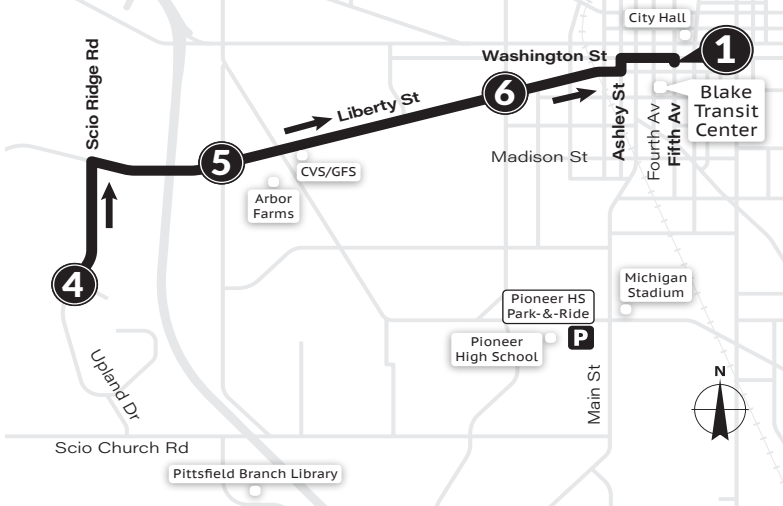 City Hall
1
Washington St
Scio Ridge Rd
Blake
Transit
Center
6
Liberty St
Ashley St
Fourth Av
Fifth Av
Madison St
5
CVS/GFS
Arbor
Farms
4
Michigan
Stadium
Pioneer HS
Park-&-Ride
P
Pioneer
High School
Upland Dr
Main St
N
Scio Church Rd
Pittsfield Branch Library